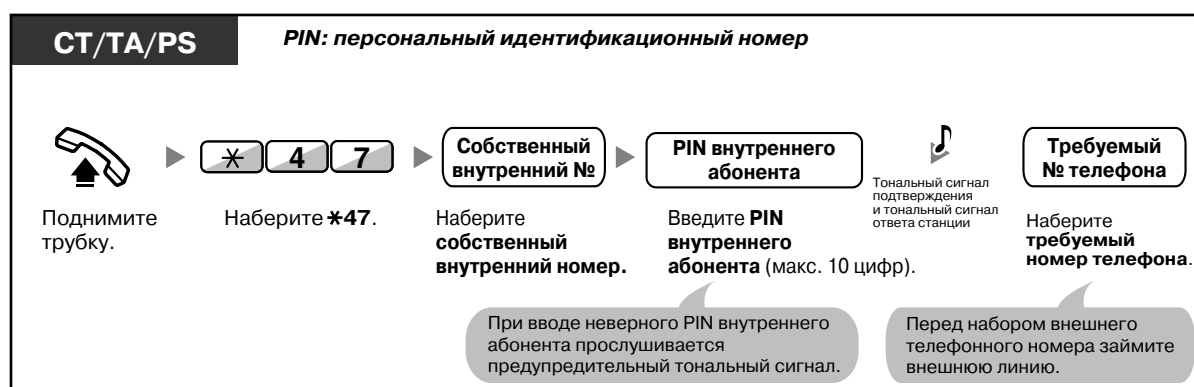 CT/TA/PS
PIN: персональный идентификационный номер
Собственный
внутренний №
PIN внутреннего
абонента
Требуемый
№ телефона
* 4 7
Тональный сигнал
подтверждения
и тональный сигнал
ответа станции
Поднимите
трубку.
Наберите *47.
Наберите
собственный
внутренний номер.
Введите PIN
внутреннего
абонента (макс. 10 цифр).
Наберите
требуемый
номер телефона.
При вводе неверного PIN внутреннего
абонента прослушивается
предупредительный тональный сигнал.
Перед набором внешнего
телефонного номера займите
внешнюю линию.